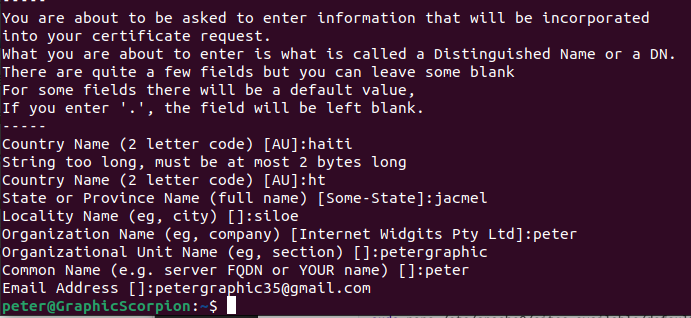 -----
You are about to be asked to enter information that will be incorporated
into your certificate request.
What you are about to enter is what is called a Distinguished Name or a DN.
There are quite a few fields but you can leave some blank
For some fields there will be a default value,
If you enter '.', the field will be left blank.
-----
Country Name (2 letter code) [AU]:haiti
String too long, must be at most 2 bytes long
Country Name (2 letter code) [AU]:ht
State or Province Name (full name) [Some-State]:jacmel
Locality Name (eg, city) []:siloe
Organization Name (eg, company) [Internet Widgits Pty Ltd]:peter
Organizational Unit Name (eg, section) []:petergraphic
Common Name (e.g. server FQDN or YOUR name) []:peter
Email Address []:petergraphic35@gmail.com
peter@GraphicScorpion:~$